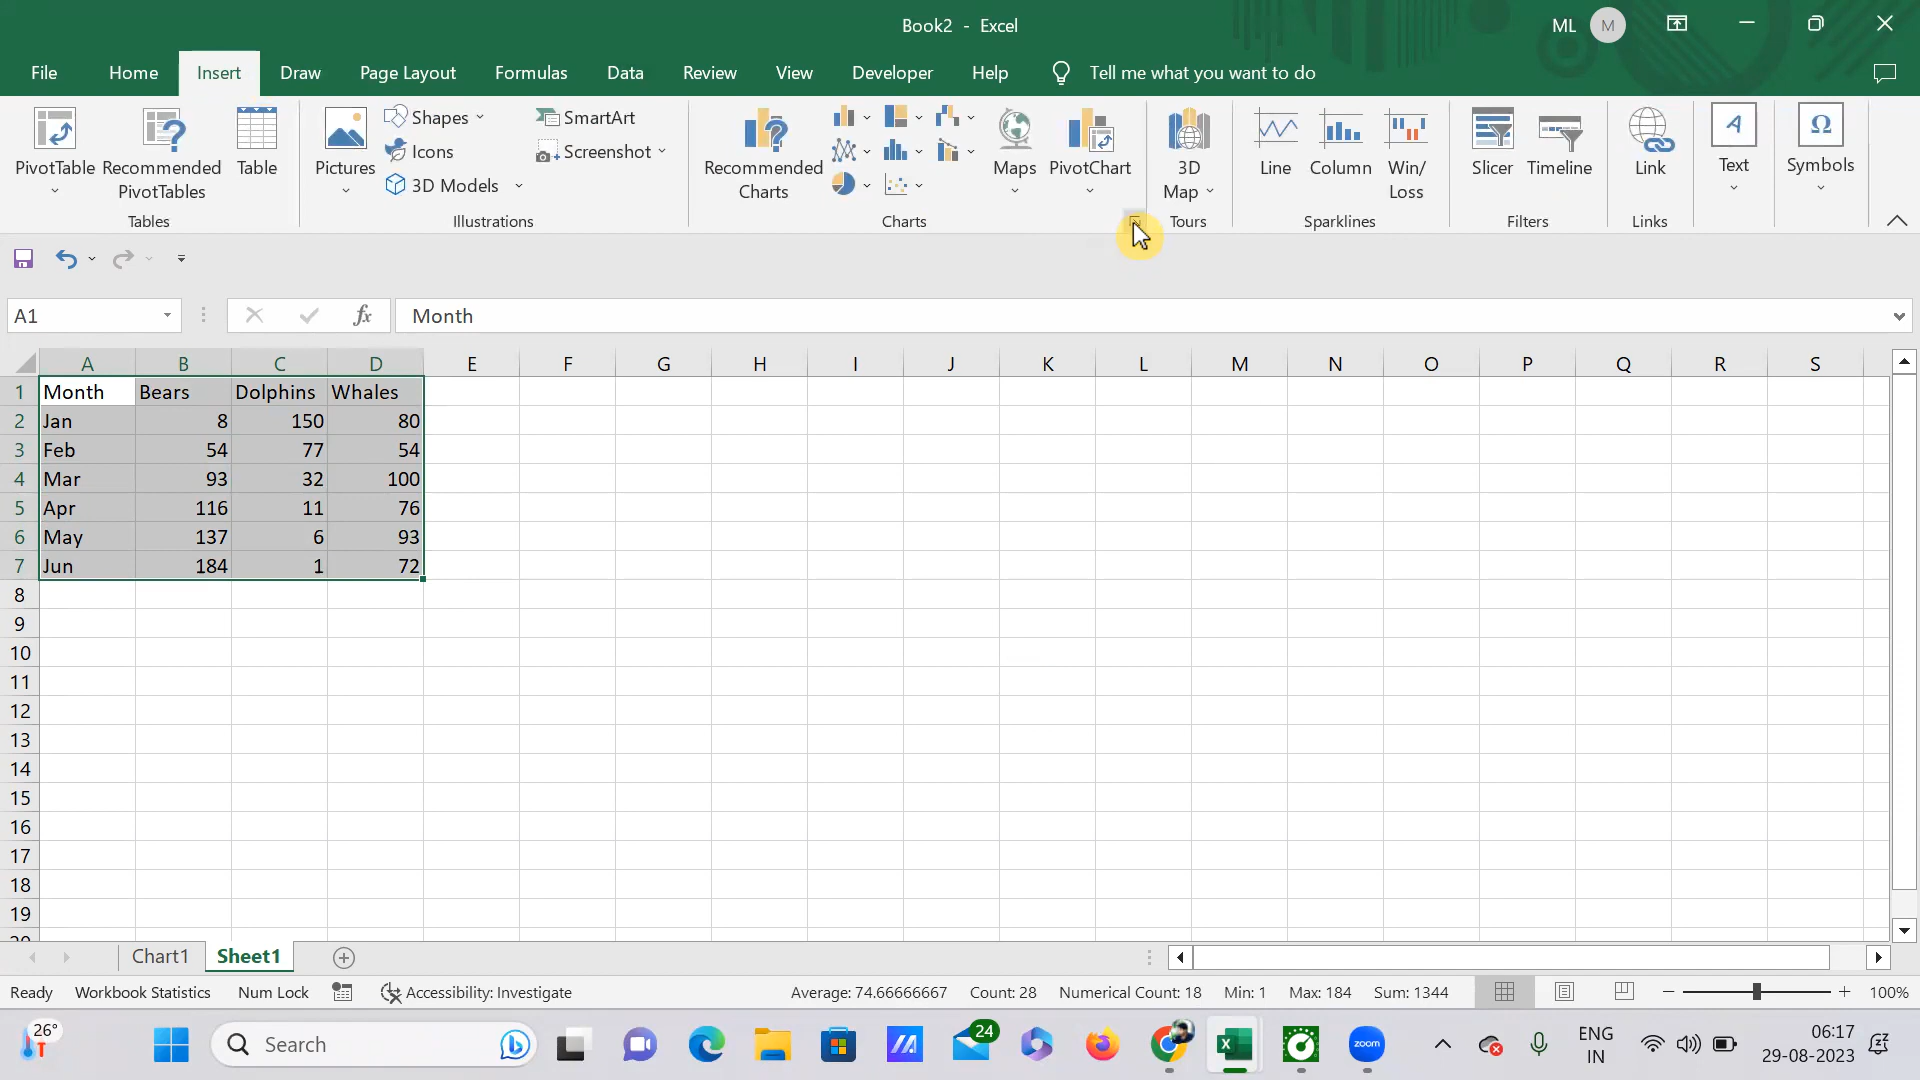 Book2 - Excel
ML M
File Home Insert Draw Page Layout Formulas Data Review View Developer Help Tell me what you want to do
PivotTable
Recommended PivotTables
Table
Tables
Pictures
Shapes
Icons
3D Models
SmartArt
Screenshot
Illustrations
Recommended Charts
Maps
PivotChart
Charts
3D Map
Tours
Line
Column
Win/
Loss
Sparklines
Slicer
Timeline
Filters
Link
Links
A
Text
Ω
Symbols
A1 fx Month
A B C D E F G H I J K L M N O P Q R S
1 Month Bears Dolphins Whales
2 Jan 8 150 80
3 Feb 54 77 54
4 Mar 93 32 100
5 Apr 116 11 76
6 May 137 6 93
7 Jun 184 1 72
8
9
10
11
12
13
14
15
16
17
18
19
20
Chart1 Sheet1
Ready Workbook Statistics Num Lock Accessibility: Investigate Average: 74.66666667 Count: 28 Numerical Count: 18 Min: 1 Max: 184 Sum: 1344 100%
26° Search 24 zoom ENG 06:17
IN 29-08-2023